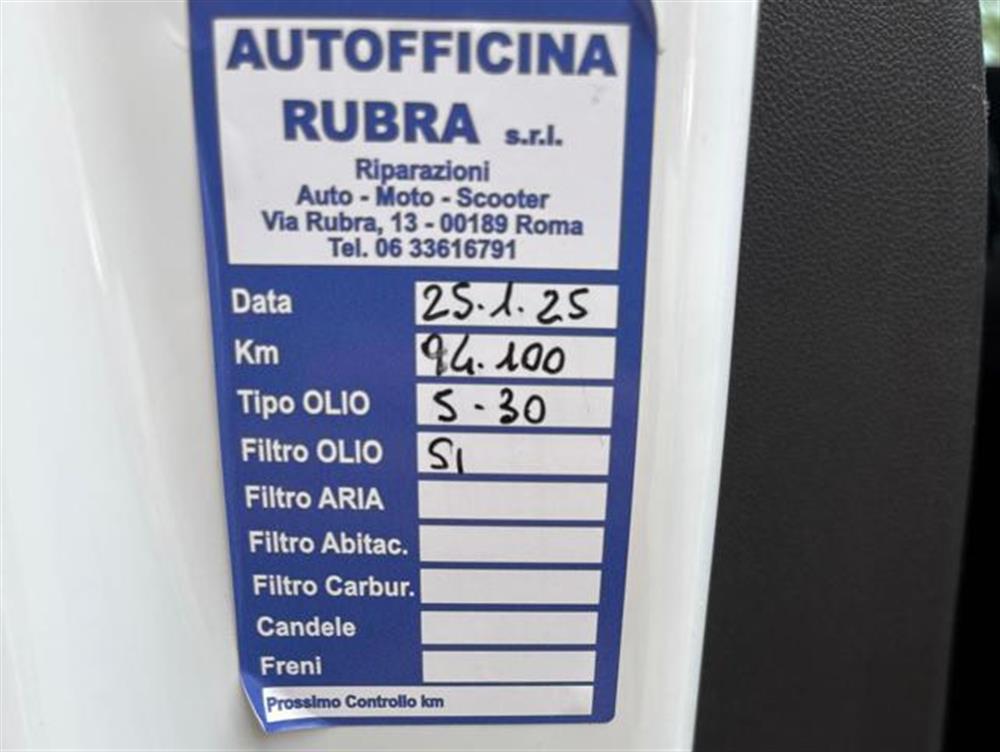 AUTOFFICINA
RUBRA s.r.l.
Riparazioni
Auto - Moto - Scooter
Via Rubra, 13 - 00189 Roma
Tel. 06 33616791
Data 25.1.25
Km 94.100
Tipo OLIO 5-30
Filtro OLIO SI
Filtro ARIA
Filtro Abitac.
Filtro Carbur.
Candele
Freni
Prossimo Controllo km